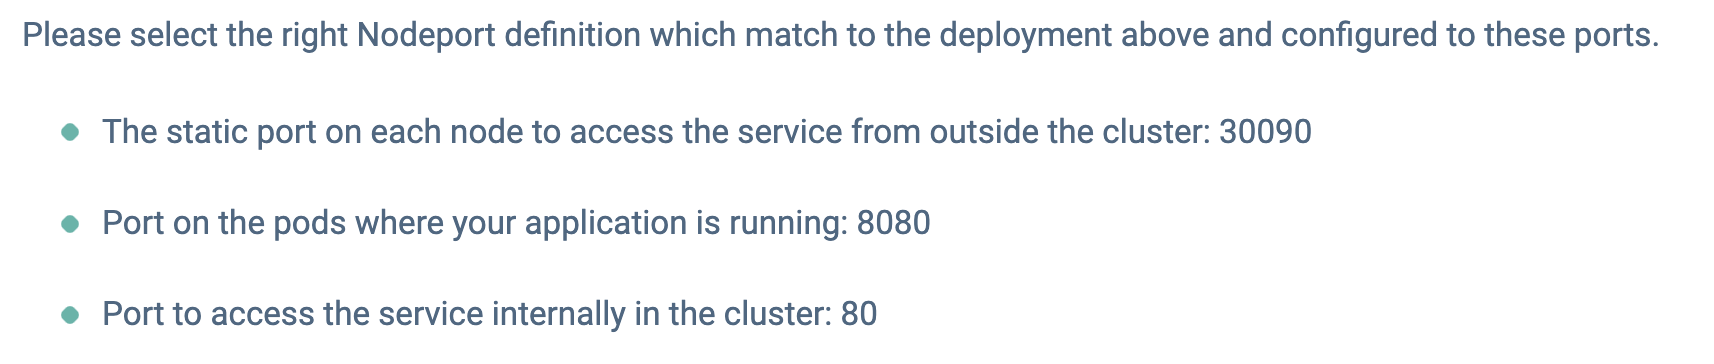 Please select the right Nodeport definition which match to the deployment above and configured to these ports.
The static port on each node to access the service from outside the cluster: 30090
Port on the pods where your application is running: 8080
Port to access the service internally in the cluster: 80